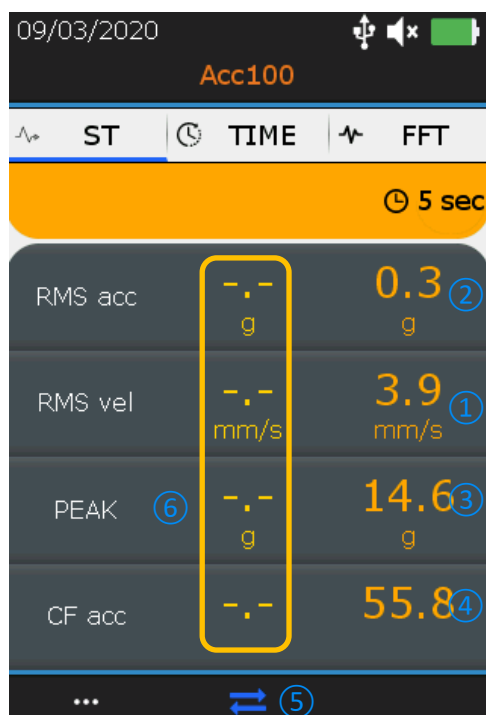 09/03/2020
Acc100
ST TIME FFT
5 sec
RMS acc -.- g 0.3 g ②
RMS vel -.- mm/s 3.9 mm/s ①
PEAK ⑥ -.- g 14.6 g ③
CF acc -.- 55.8 ④
... ⑤